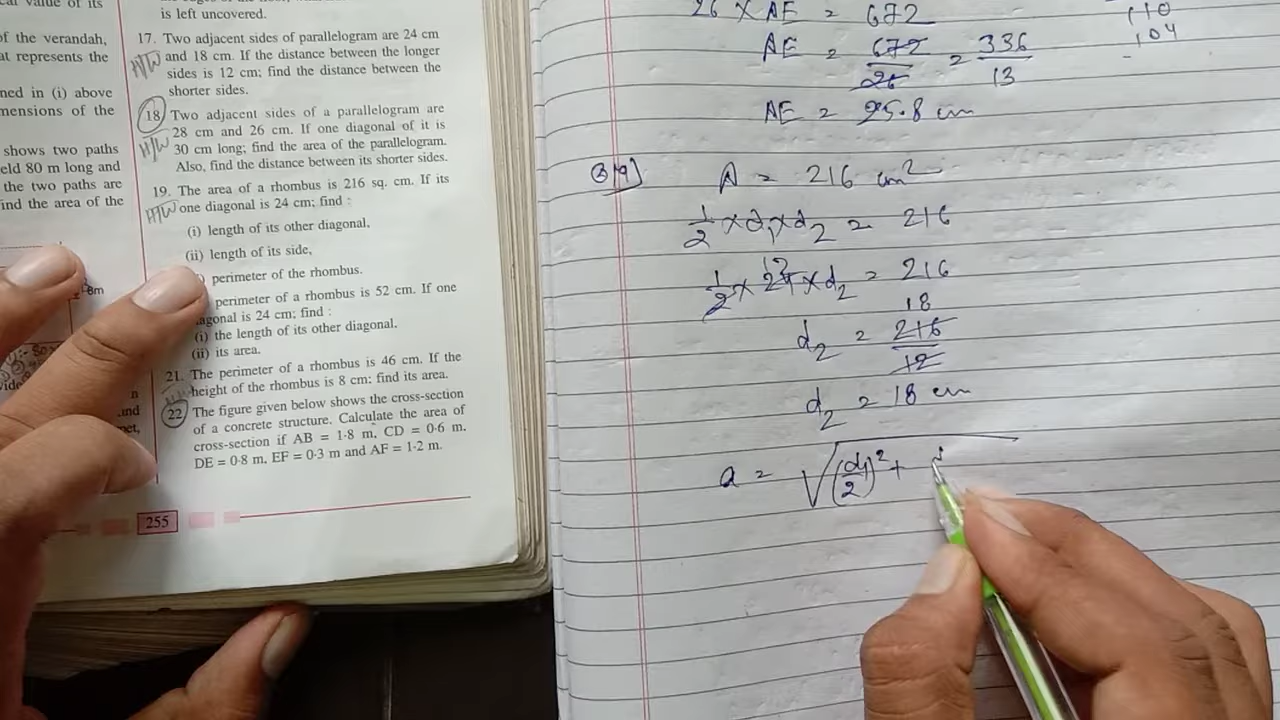 is left uncovered.
of the verandah,
at represents the
ned in (i) above
mensions of the
shows two paths
eld 80 m long and
the two paths are
ind the area of the
8m
255
17. Two adjacent sides of parallelogram are 24 cm
H/W and 18 cm. If the distance between the longer
sides is 12 cm; find the distance between the
shorter sides.
18. Two adjacent sides of a parallelogram are
28 cm and 26 cm. If one diagonal of it is
H/W 30 cm long; find the area of the parallelogram.
Also, find the distance between its shorter sides.
19. The area of a rhombus is 216 sq. cm. If its
H/W one diagonal is 24 cm; find :
(i) length of its other diagonal,
(ii) length of its side,
perimeter of the rhombus.
perimeter of a rhombus is 52 cm. If one
agonal is 24 cm; find :
(i) the length of its other diagonal.
(ii) its area.
21. The perimeter of a rhombus is 46 cm. If the
height of the rhombus is 8 cm; find its area.
22. The figure given below shows the cross-section
of a concrete structure. Calculate the area of
cross-section if AB = 1·8 m, CD = 0·6 m,
DE = 0·8 m, EF = 0·3 m and AF = 1·2 m.
26 × AE = 672
AE = 672/26 = 336/13
AE = 25.8 cm
110
104
Q19] A = 216 cm²
1/2 × d₁ × d₂ = 216
1/2 × 24 12 × d₂ = 216
d₂ = 216/12 18
d₂ = 18 cm
a = √(d₁/2)² +